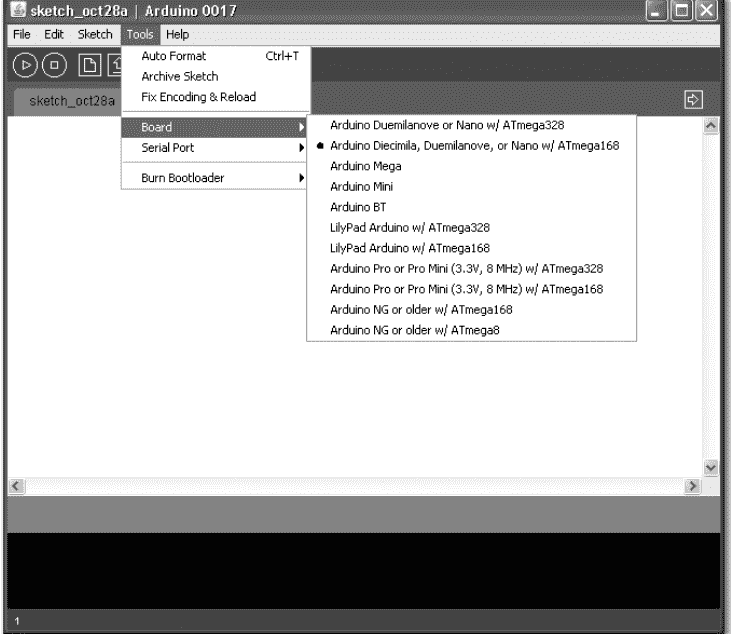 sketch_oct28a | Arduino 0017
File Edit Sketch Tools Help
Auto Format Ctrl+T
Archive Sketch
Fix Encoding & Reload
sketch_oct28a
Board
Serial Port
Burn Bootloader
Arduino Duemilanove or Nano w/ ATmega328
Arduino Diecimila, Duemilanove, or Nano w/ ATmega168
Arduino Mega
Arduino Mini
Arduino BT
LilyPad Arduino w/ ATmega328
LilyPad Arduino w/ ATmega168
Arduino Pro or Pro Mini (3.3V, 8 MHz) w/ ATmega328
Arduino Pro or Pro Mini (3.3V, 8 MHz) w/ ATmega168
Arduino NG or older w/ ATmega168
Arduino NG or older w/ ATmega8
1